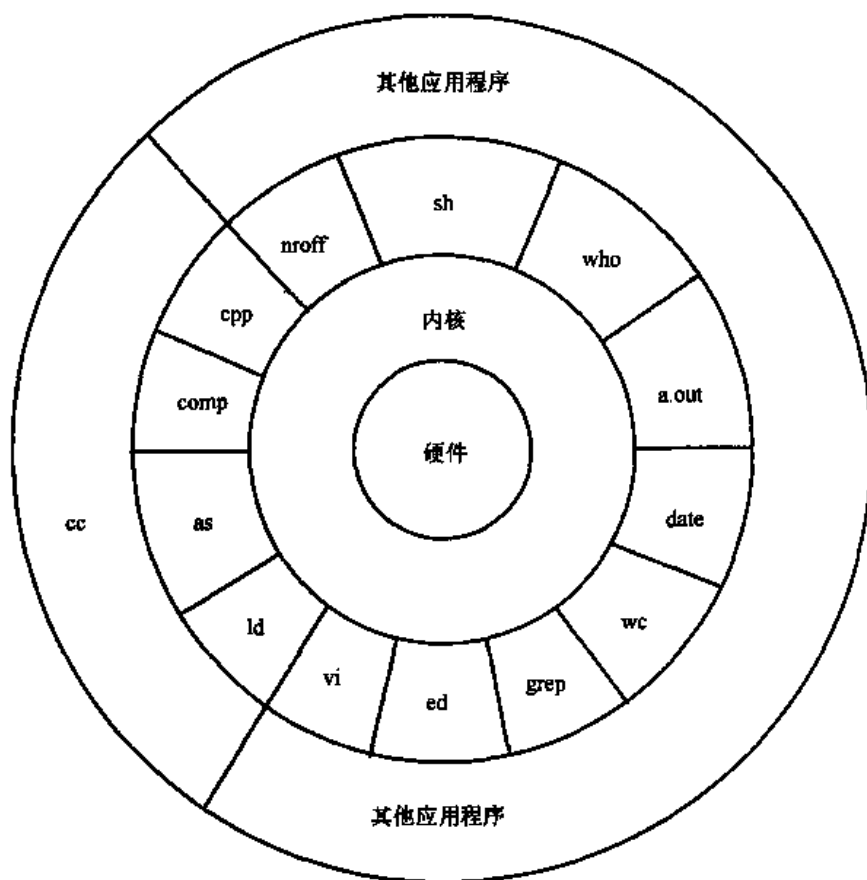 其他应用程序
sh
nroff
who
cpp
内核
comp
a.out
硬件
cc
as
date
ld
wc
vi
ed
grep
其他应用程序